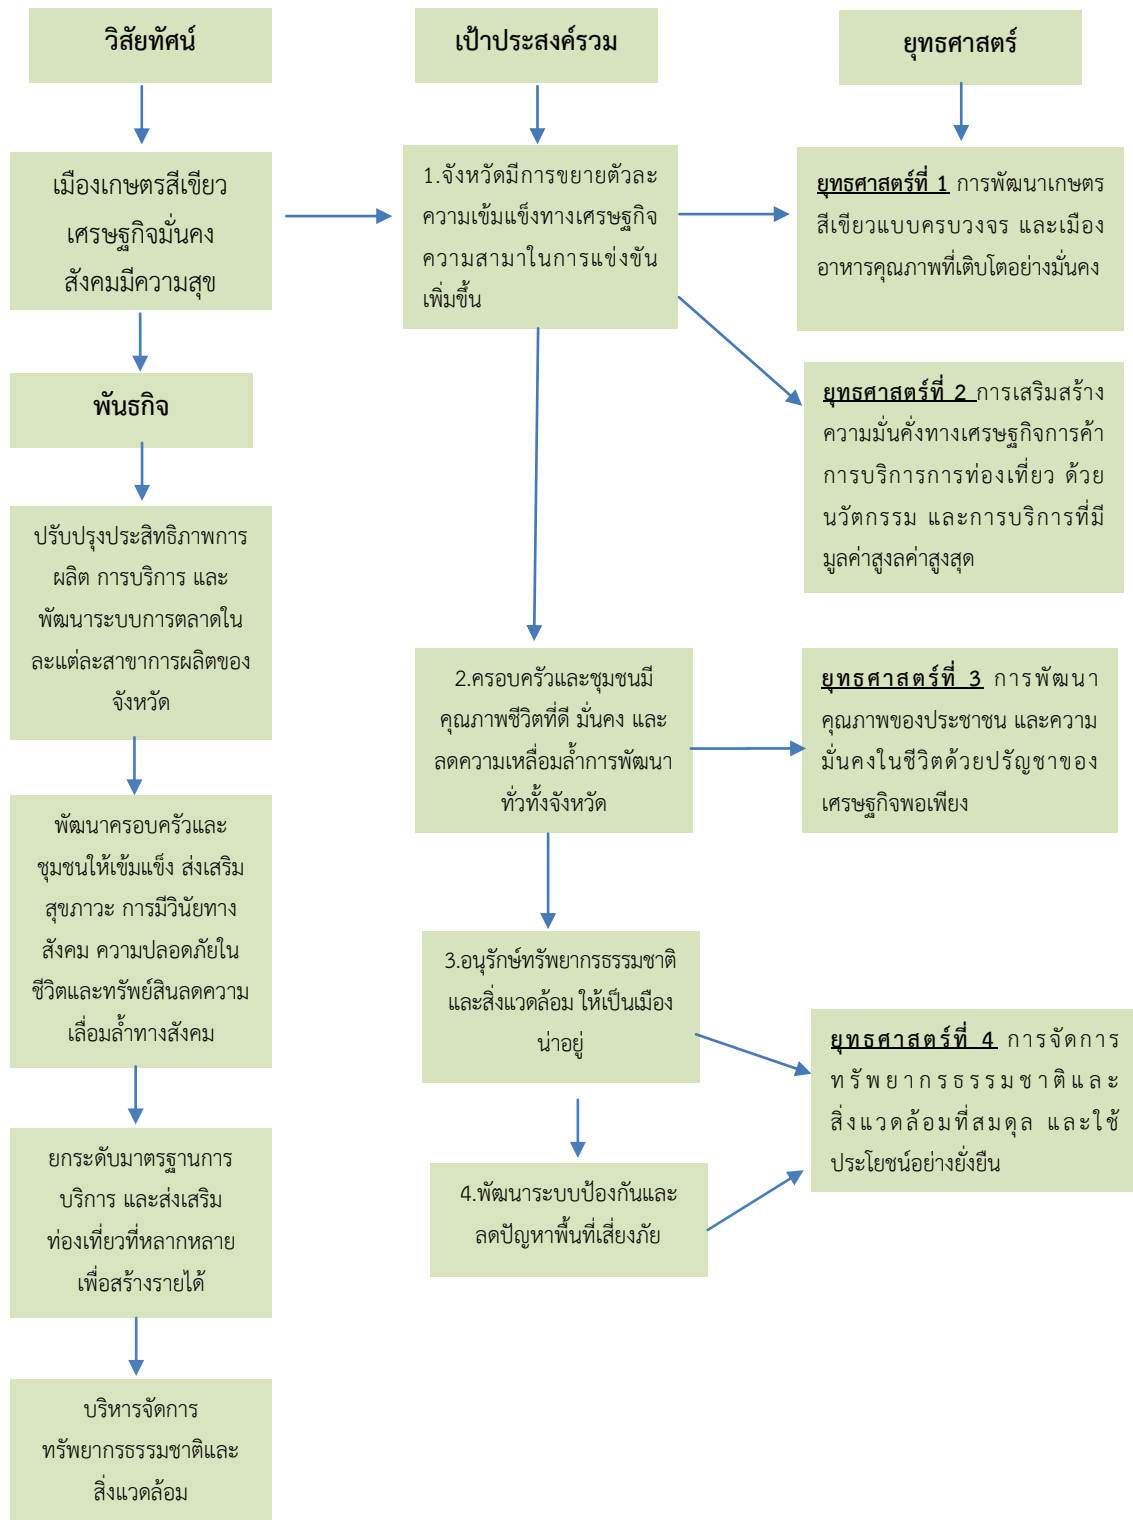 วิสัยทัศน์
เมืองเกษตรสีเขียว
เศรษฐกิจมั่นคง
สังคมมีความสุข
พันธกิจ
ปรับปรุงประสิทธิภาพการ
ผลิต การบริการ และ
พัฒนาระบบการตลาดใน
ละแต่ละสาขาการผลิตของ
จังหวัด
พัฒนาครอบครัวและ
ชุมชนให้เข้มแข็ง ส่งเสริม
สุขภาวะ การมีวินัยทาง
สังคม ความปลอดภัยใน
ชีวิตและทรัพย์สินลดความ
เลื่อมล้ำทางสังคม
ยกระดับมาตรฐานการ
บริการ และส่งเสริม
ท่องเที่ยวที่หลากหลาย
เพื่อสร้างรายได้
บริหารจัดการ
ทรัพยากรธรรมชาติและ
สิ่งแวดล้อม
เป้าประสงค์รวม
1.จังหวัดมีการขยายตัวละ
ความเข้มแข็งทางเศรษฐกิจ
ความสามาในการแข่งขัน
เพิ่มขึ้น
2.ครอบครัวและชุมชนมี
คุณภาพชีวิตที่ดี มั่นคง และ
ลดความเหลื่อมล้ำการพัฒนา
ทั่วทั้งจังหวัด
3.อนุรักษ์ทรัพยากรธรรมชาติ
และสิ่งแวดล้อม ให้เป็นเมือง
น่าอยู่
4.พัฒนาระบบป้องกันและ
ลดปัญหาพื้นที่เสี่ยงภัย
ยุทธศาสตร์
ยุทธศาสตร์ที่ 1 การพัฒนาเกษตร
สีเขียวแบบครบวงจร และเมือง
อาหารคุณภาพที่เติบโตอย่างมั่นคง
ยุทธศาสตร์ที่ 2 การเสริมสร้าง
ความมั่นคั่งทางเศรษฐกิจการค้า
การบริการการท่องเที่ยว ด้วย
นวัตกรรม และการบริการที่มี
มูลค่าสูงลค่าสูงสุด
ยุทธศาสตร์ที่ 3 การพัฒนา
คุณภาพของประชาชน และความ
มั่นคงในชีวิตด้วยปรัญชาของ
เศรษฐกิจพอเพียง
ยุทธศาสตร์ที่ 4 การจัดการ
ทรัพยากรธรรมชาติและ
สิ่งแวดล้อมที่สมดุล และใช้
ประโยชน์อย่างยั่งยืน